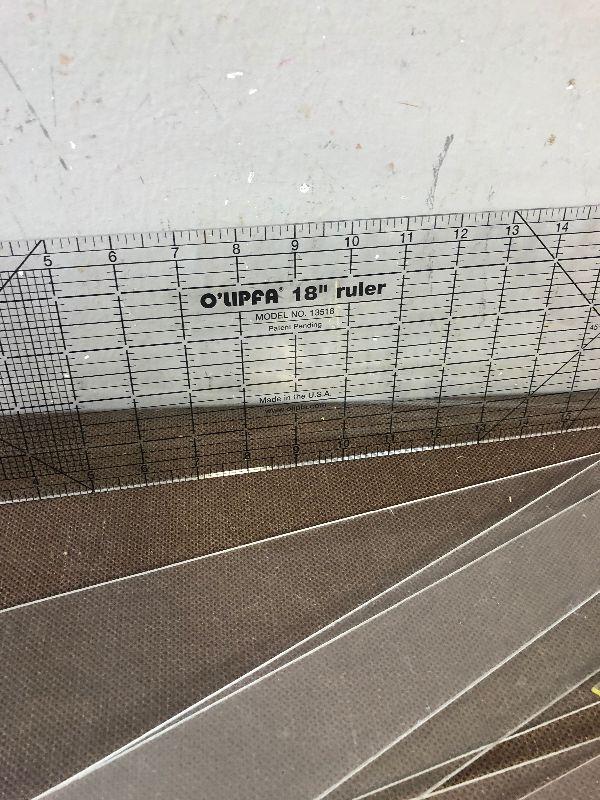 5 6 7 8 9 10 11 12 13 14
O'LIPFA® 18" ruler
MODEL NO. 13518
Patent Pending
45
Made in the U.S.A.